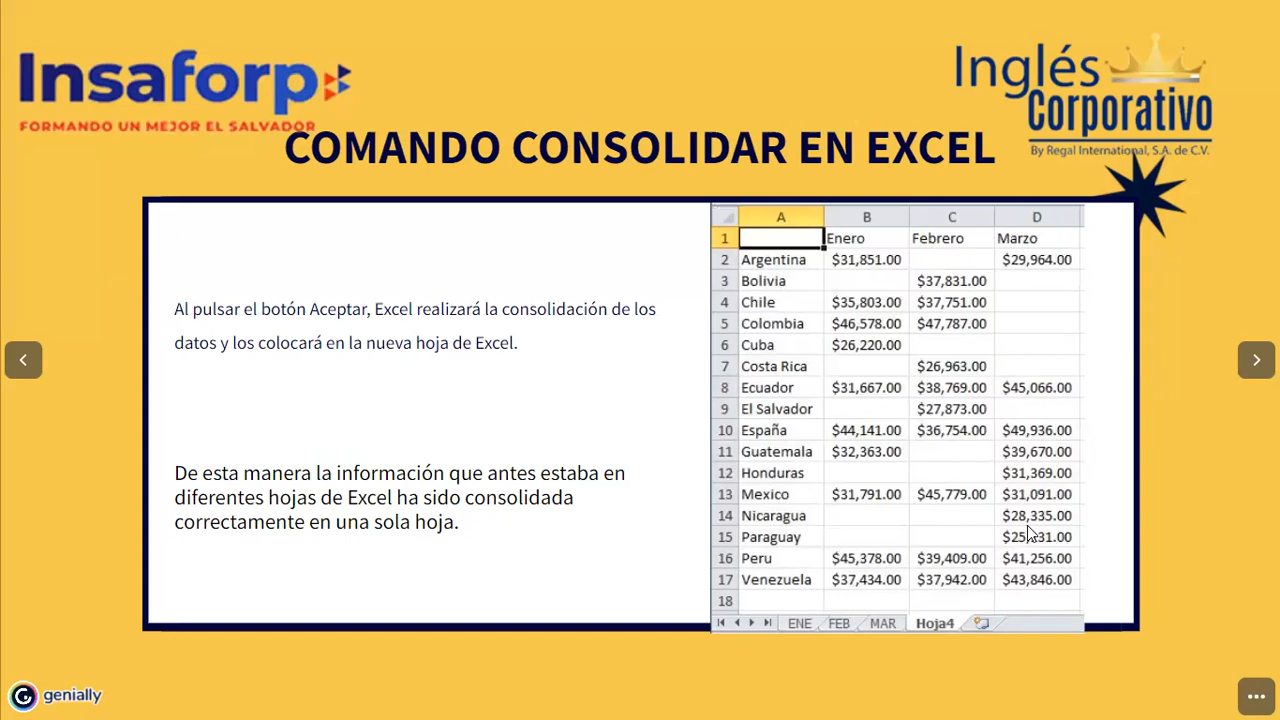 Insaforp
FORMANDO UN MEJOR EL SALVADOR
Inglés
Corporativo
By Regal International, S.A. de C.V.
COMANDO CONSOLIDAR EN EXCEL
Al pulsar el botón Aceptar, Excel realizará la consolidación de los
datos y los colocará en la nueva hoja de Excel.
De esta manera la información que antes estaba en
diferentes hojas de Excel ha sido consolidada
correctamente en una sola hoja.
A B C D
1 Enero Febrero Marzo
2 Argentina $31,851.00 $29,964.00
3 Bolivia $37,831.00
4 Chile $35,803.00 $37,751.00
5 Colombia $46,578.00 $47,787.00
6 Cuba $26,220.00
7 Costa Rica $26,963.00
8 Ecuador $31,667.00 $38,769.00 $45,066.00
9 El Salvador $27,873.00
10 España $44,141.00 $36,754.00 $49,936.00
11 Guatemala $32,363.00 $39,670.00
12 Honduras $31,369.00
13 Mexico $31,791.00 $45,779.00 $31,091.00
14 Nicaragua $28,335.00
15 Paraguay
16 Peru $45,378.00 $39,409.00 $41,256.00
17 Venezuela $37,434.00 $37,942.00 $43,846.00
18
ENE FEB MAR Hoja4
genially